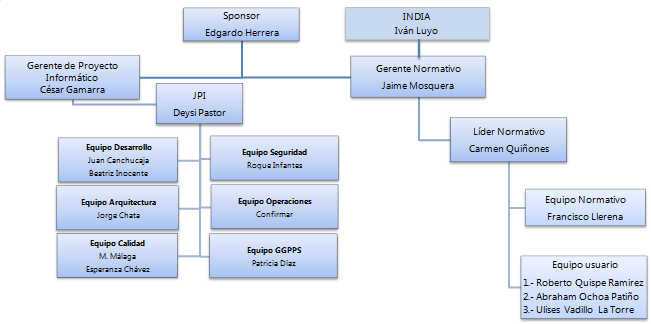 Sponsor
Edgardo Herrera
INDIA
Iván Luyo
Gerente de Proyecto
Informático
César Gamarra
Gerente Normativo
Jaime Mosquera
JPI
Deysi Pastor
Líder Normativo
Carmen Quiñones
Equipo Desarrollo
Juan Canchucaja
Beatriz Inocente
Equipo Seguridad
Roque Infantes
Equipo Arquitectura
Jorge Chata
Equipo Operaciones
Confirmar
Equipo Calidad
M. Málaga
Esperanza Chávez
Equipo GGPPS
Patricia Díaz
Equipo Normativo
Francisco Llerena
Equipo usuario
1.- Roberto Quispe Ramirez
2.- Abraham Ochoa Patiño
3.- Ulises Vadillo La Torre